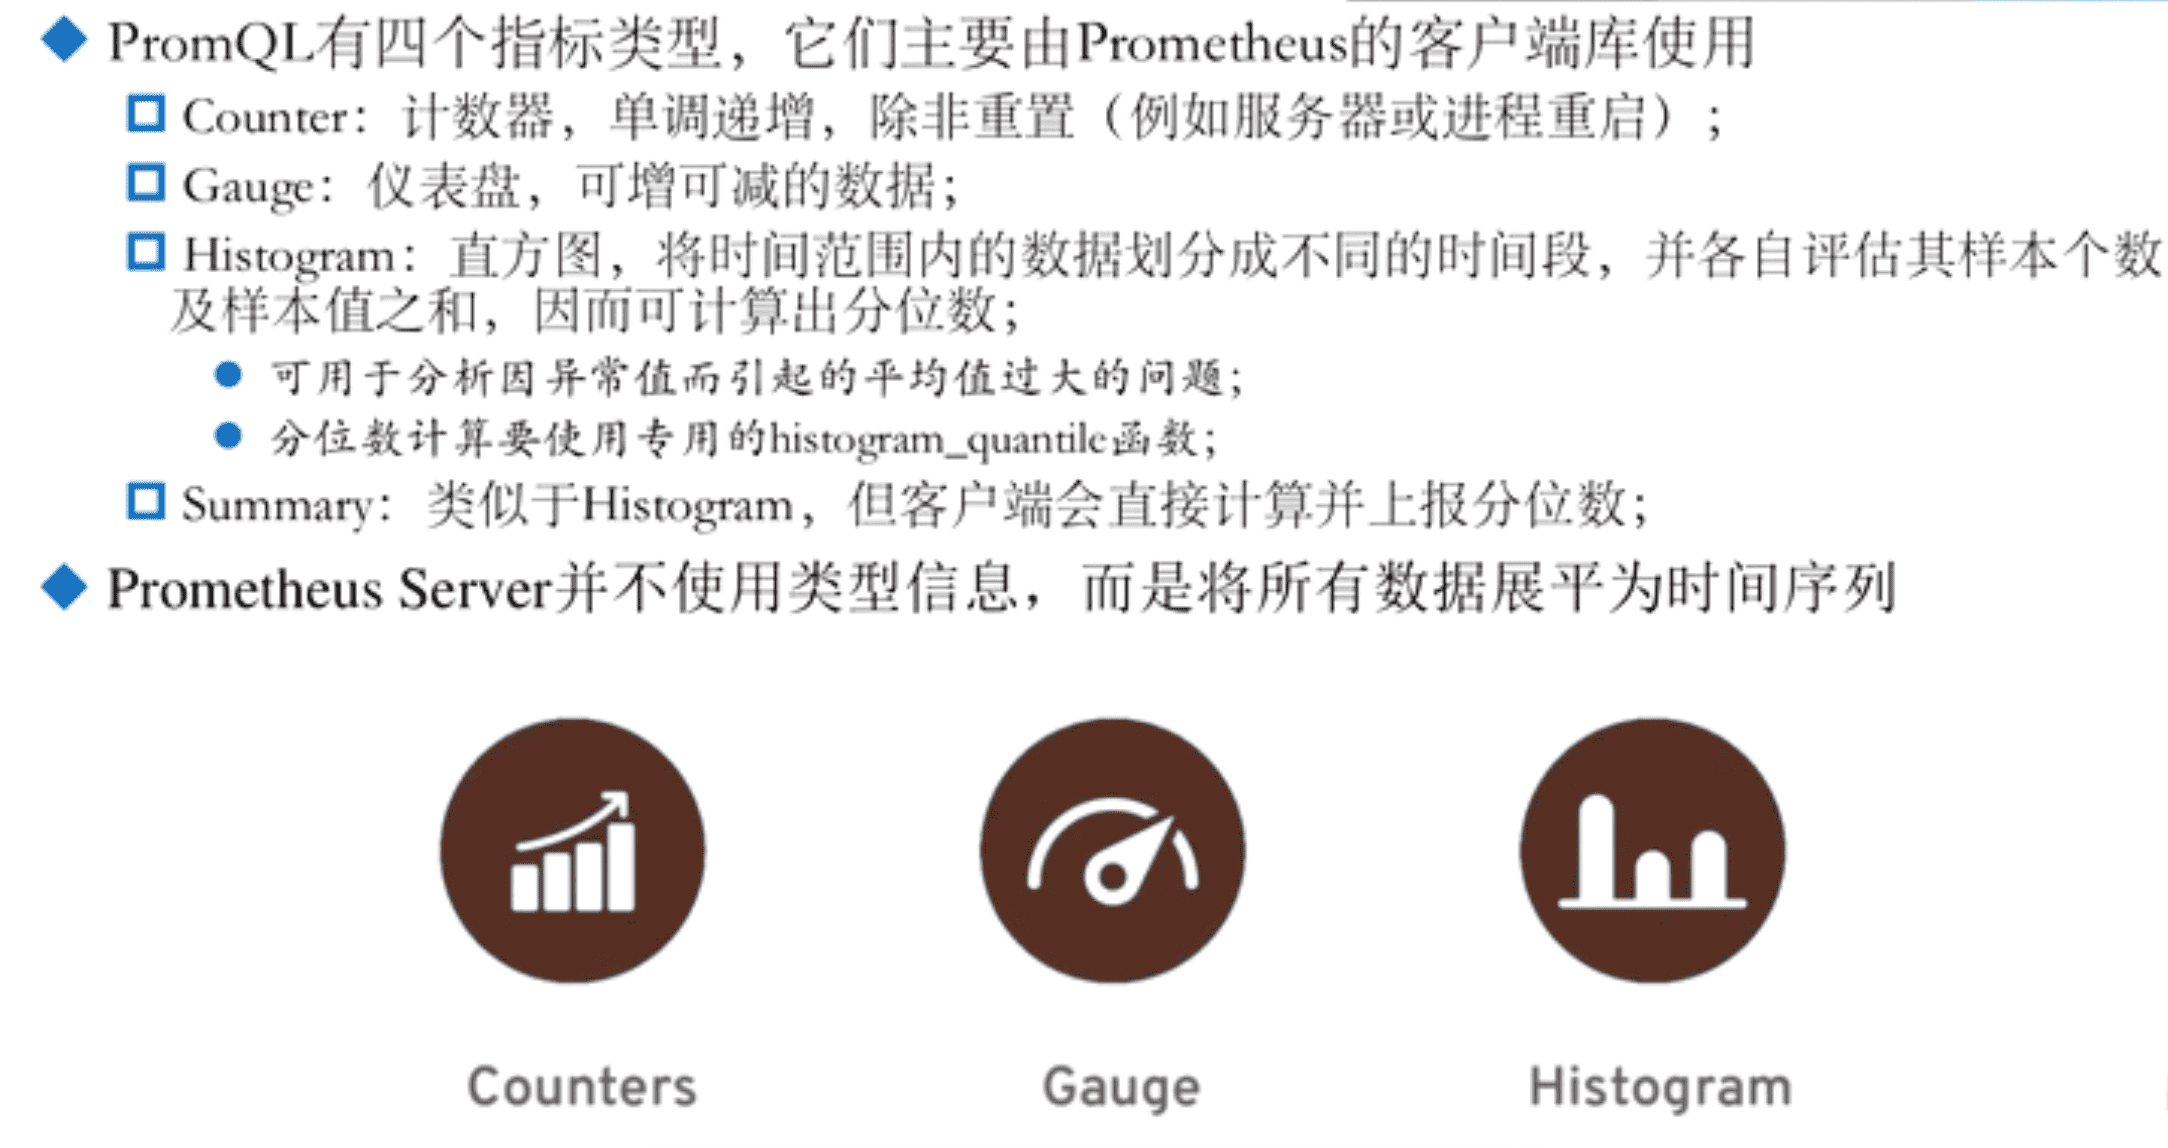 PromQL有四个指标类型，它们主要由Prometheus的客户端库使用
Counter：计数器，单调递增，除非重置（例如服务器或进程重启）；
Gauge：仪表盘，可增可减的数据；
Histogram：直方图，将时间范围内的数据划分成不同的时间段，并各自评估其样本个数
及样本值之和，因而可计算出分位数；
可用于分析因异常值而引起的平均值过大的问题；
分位数计算要使用专用的histogram_quantile函数；
Summary：类似于Histogram，但客户端会直接计算并上报分位数；
Prometheus Server并不使用类型信息，而是将所有数据展平为时间序列
Counters
Gauge
Histogram